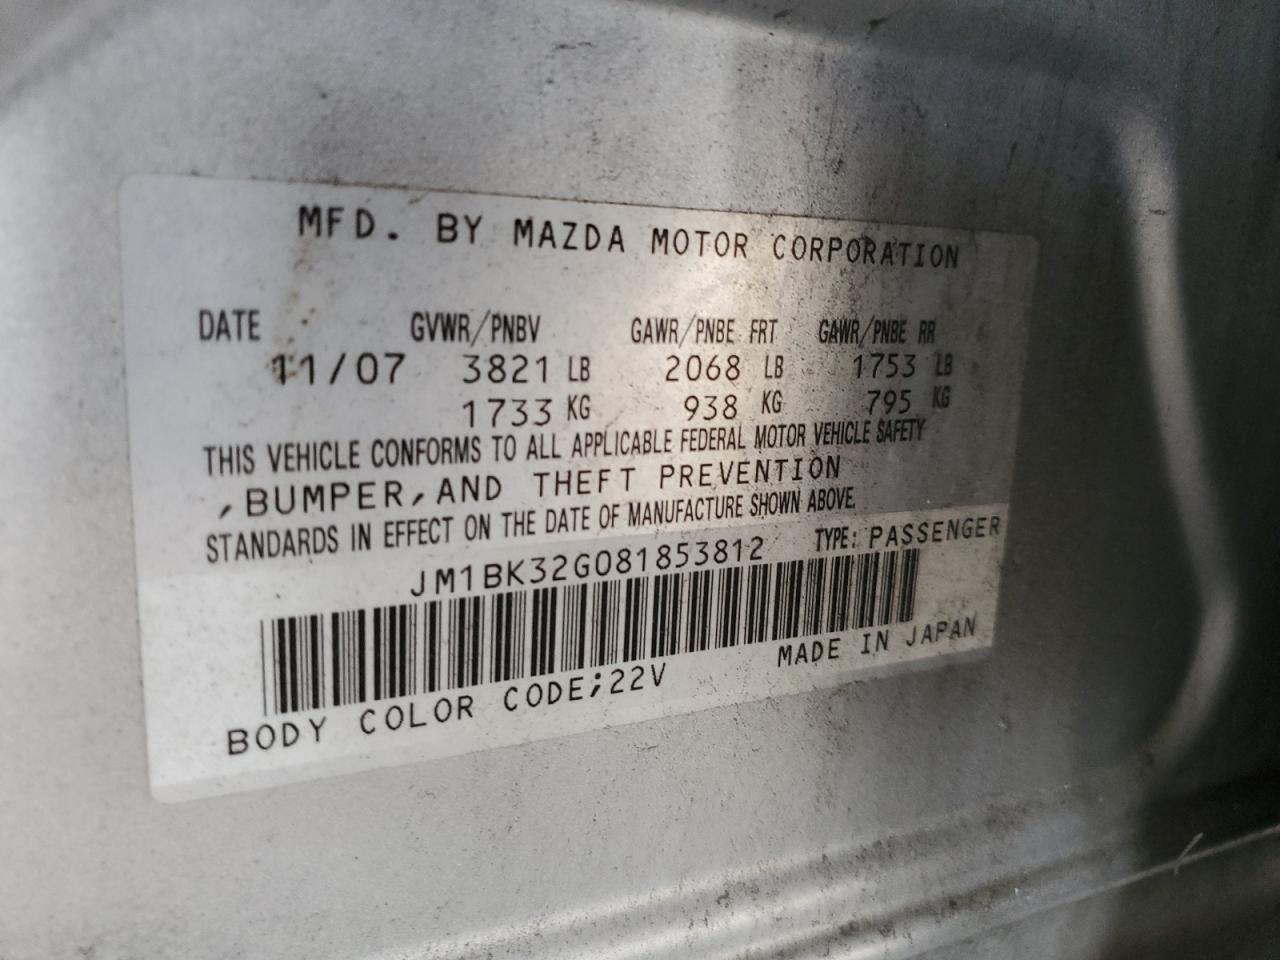 MFD. BY MAZDA MOTOR CORPORATION
DATE GVWR/PNBV GAWR/PNBE FRT GAWR/PNBE RR
11/07 3821 LB 2068 LB 1753 LB
1733 KG 938 KG 795 KG
THIS VEHICLE CONFORMS TO ALL APPLICABLE FEDERAL MOTOR VEHICLE SAFETY
,BUMPER,AND THEFT PREVENTION
STANDARDS IN EFFECT ON THE DATE OF MANUFACTURE SHOWN ABOVE.
JM1BK32G081853812 TYPE: PASSENGER
BODY COLOR CODE;22V MADE IN JAPAN